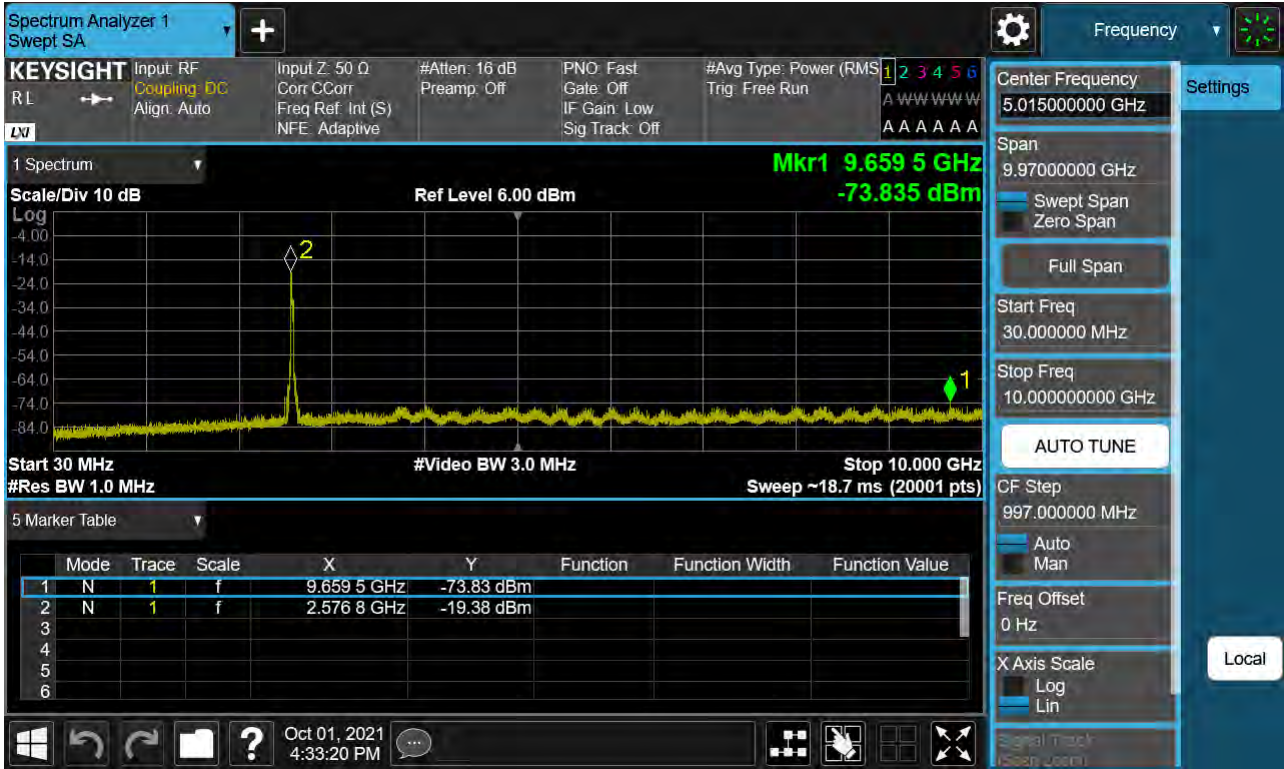 Spectrum Analyzer 1
Swept SA
Frequency
KEYSIGHT
R L
LXI
Input: RF
Coupling: DC
Align: Auto
Input Z: 50 Ω
Corr CCorr
Freq Ref: Int (S)
NFE: Adaptive
#Atten: 16 dB
Preamp: Off
PNO: Fast
Gate: Off
IF Gain: Low
Sig Track: Off
#Avg Type: Power (RMS
Trig: Free Run
1 2 3 4 5 6
A W W W W W
A A A A A A
1 Spectrum
Mkr1 9.659 5 GHz
Scale/Div 10 dB
Ref Level 6.00 dBm
-73.835 dBm
Log
-4.00
-14.0
-24.0
-34.0
-44.0
-54.0
-64.0
-74.0
-84.0
2
1
Start 30 MHz
#Video BW 3.0 MHz
Stop 10.000 GHz
#Res BW 1.0 MHz
Sweep ~18.7 ms (20001 pts)
5 Marker Table
Mode Trace Scale X Y Function Function Width Function Value
1 N 1 f 9.659 5 GHz -73.83 dBm
2 N 1 f 2.576 8 GHz -19.38 dBm
3
4
5
6
Oct 01, 2021
4:33:20 PM
Center Frequency
5.015000000 GHz
Settings
Span
9.97000000 GHz
Swept Span
Zero Span
Full Span
Start Freq
30.000000 MHz
Stop Freq
10.000000000 GHz
AUTO TUNE
CF Step
997.000000 MHz
Auto
Man
Freq Offset
0 Hz
X Axis Scale
Log
Lin
Local
Signal Track
(Span Zoom)